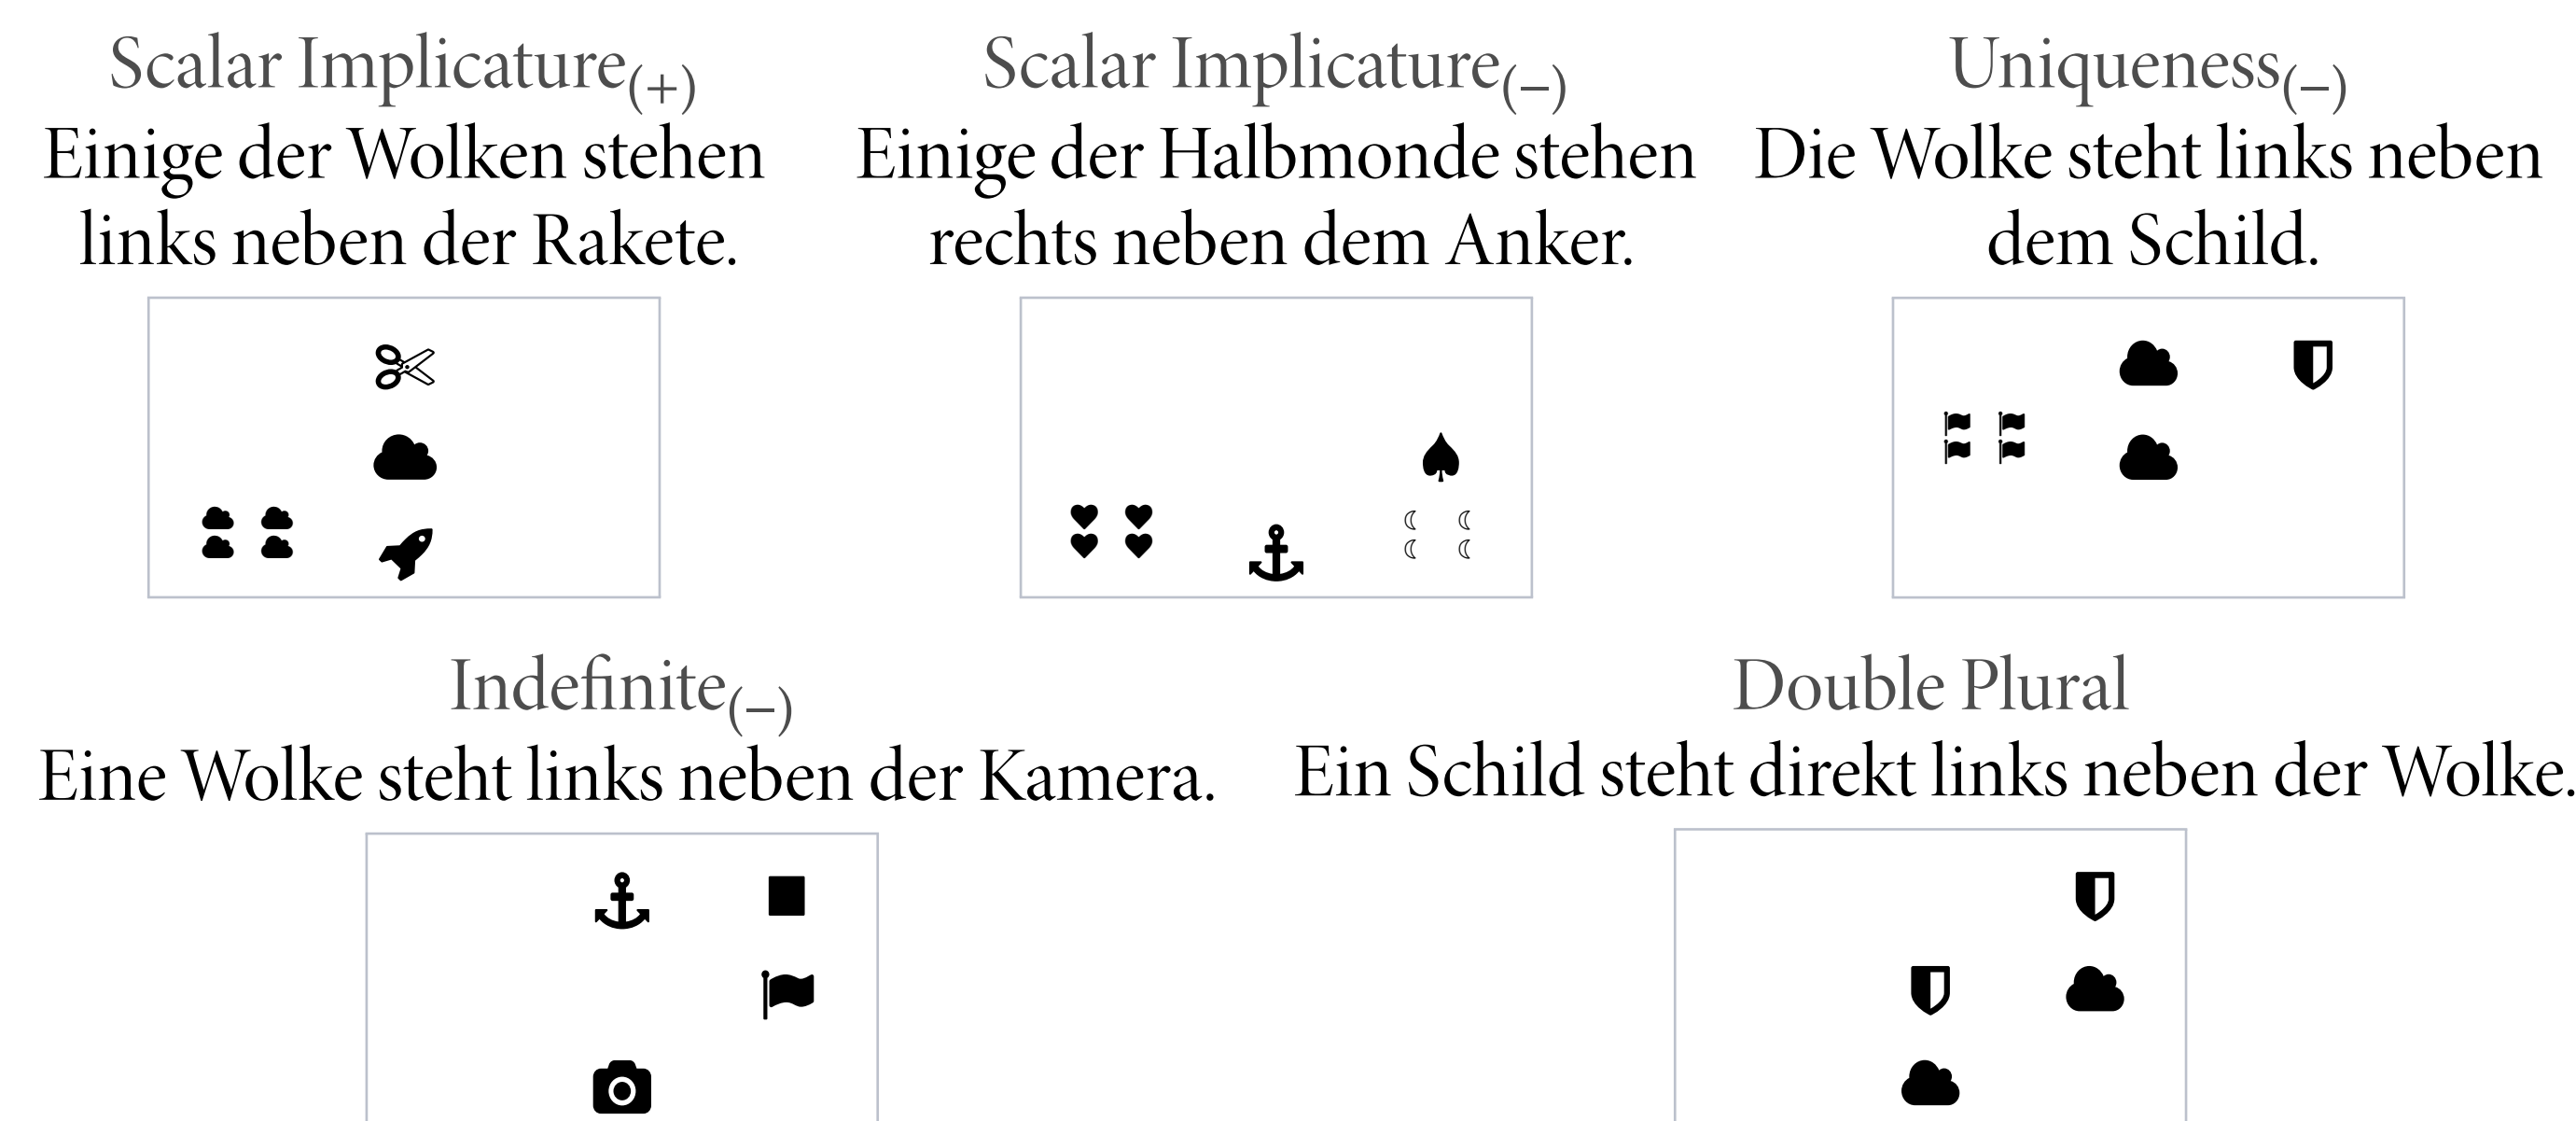 Scalar Implicature(+)
Einige der Wolken stehen
links neben der Rakete.
Scalar Implicature(–)
Einige der Halbmonde stehen
rechts neben dem Anker.
Uniqueness(–)
Die Wolke steht links neben
dem Schild.
Indefinite(–)
Eine Wolke steht links neben der Kamera.
Double Plural
Ein Schild steht direkt links neben der Wolke.